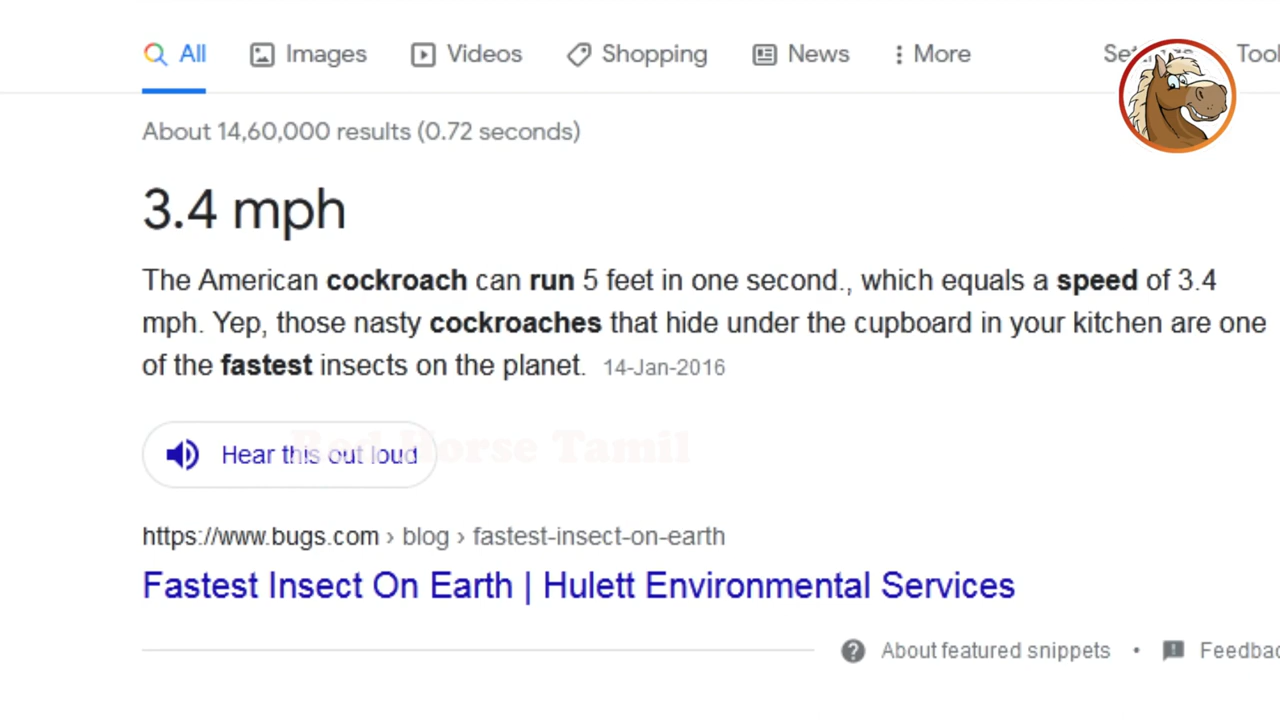 All Images Videos Shopping News More
About 14,60,000 results (0.72 seconds)
3.4 mph
The American cockroach can run 5 feet in one second., which equals a speed of 3.4
mph. Yep, those nasty cockroaches that hide under the cupboard in your kitchen are one
of the fastest insects on the planet. 14-Jan-2016
Hear this out loud
Red Horse Tamil
https://www.bugs.com › blog › fastest-insect-on-earth
Fastest Insect On Earth | Hulett Environmental Services
About featured snippets •